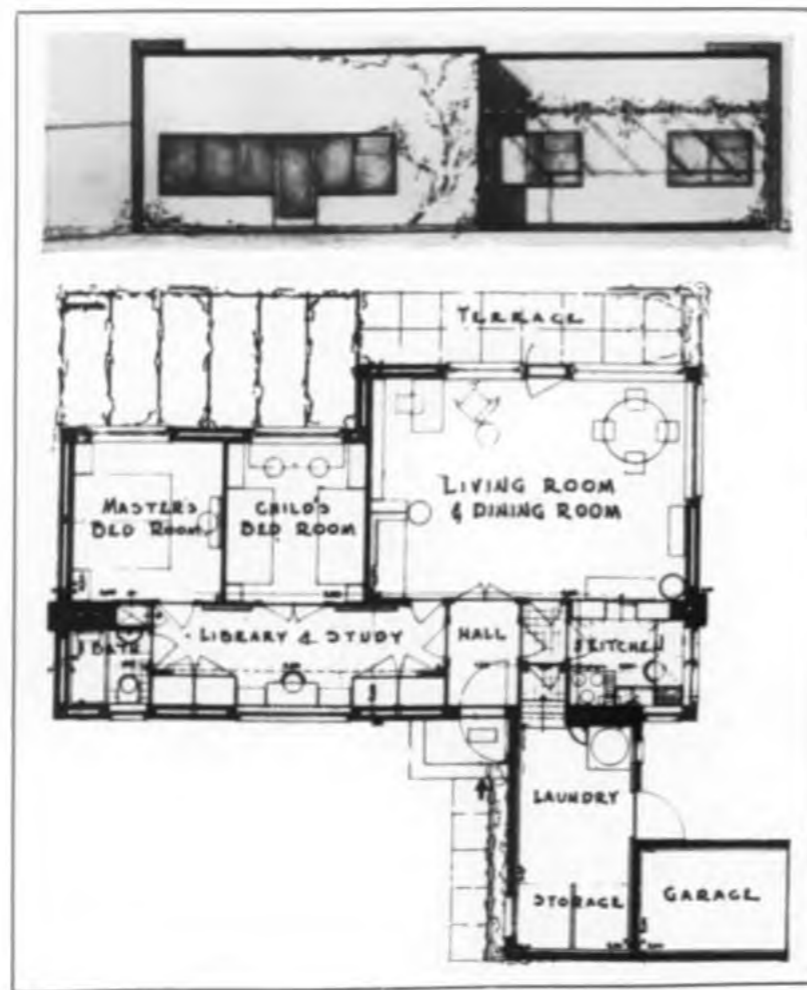 TERRACE
LIVING ROOM
& DINING ROOM
MASTERS
BED ROOM
CHILD'S
BED ROOM
BATH
LIBRARY & STUDY
HALL
KITCHEN
LAUNDRY
STORAGE
GARAGE